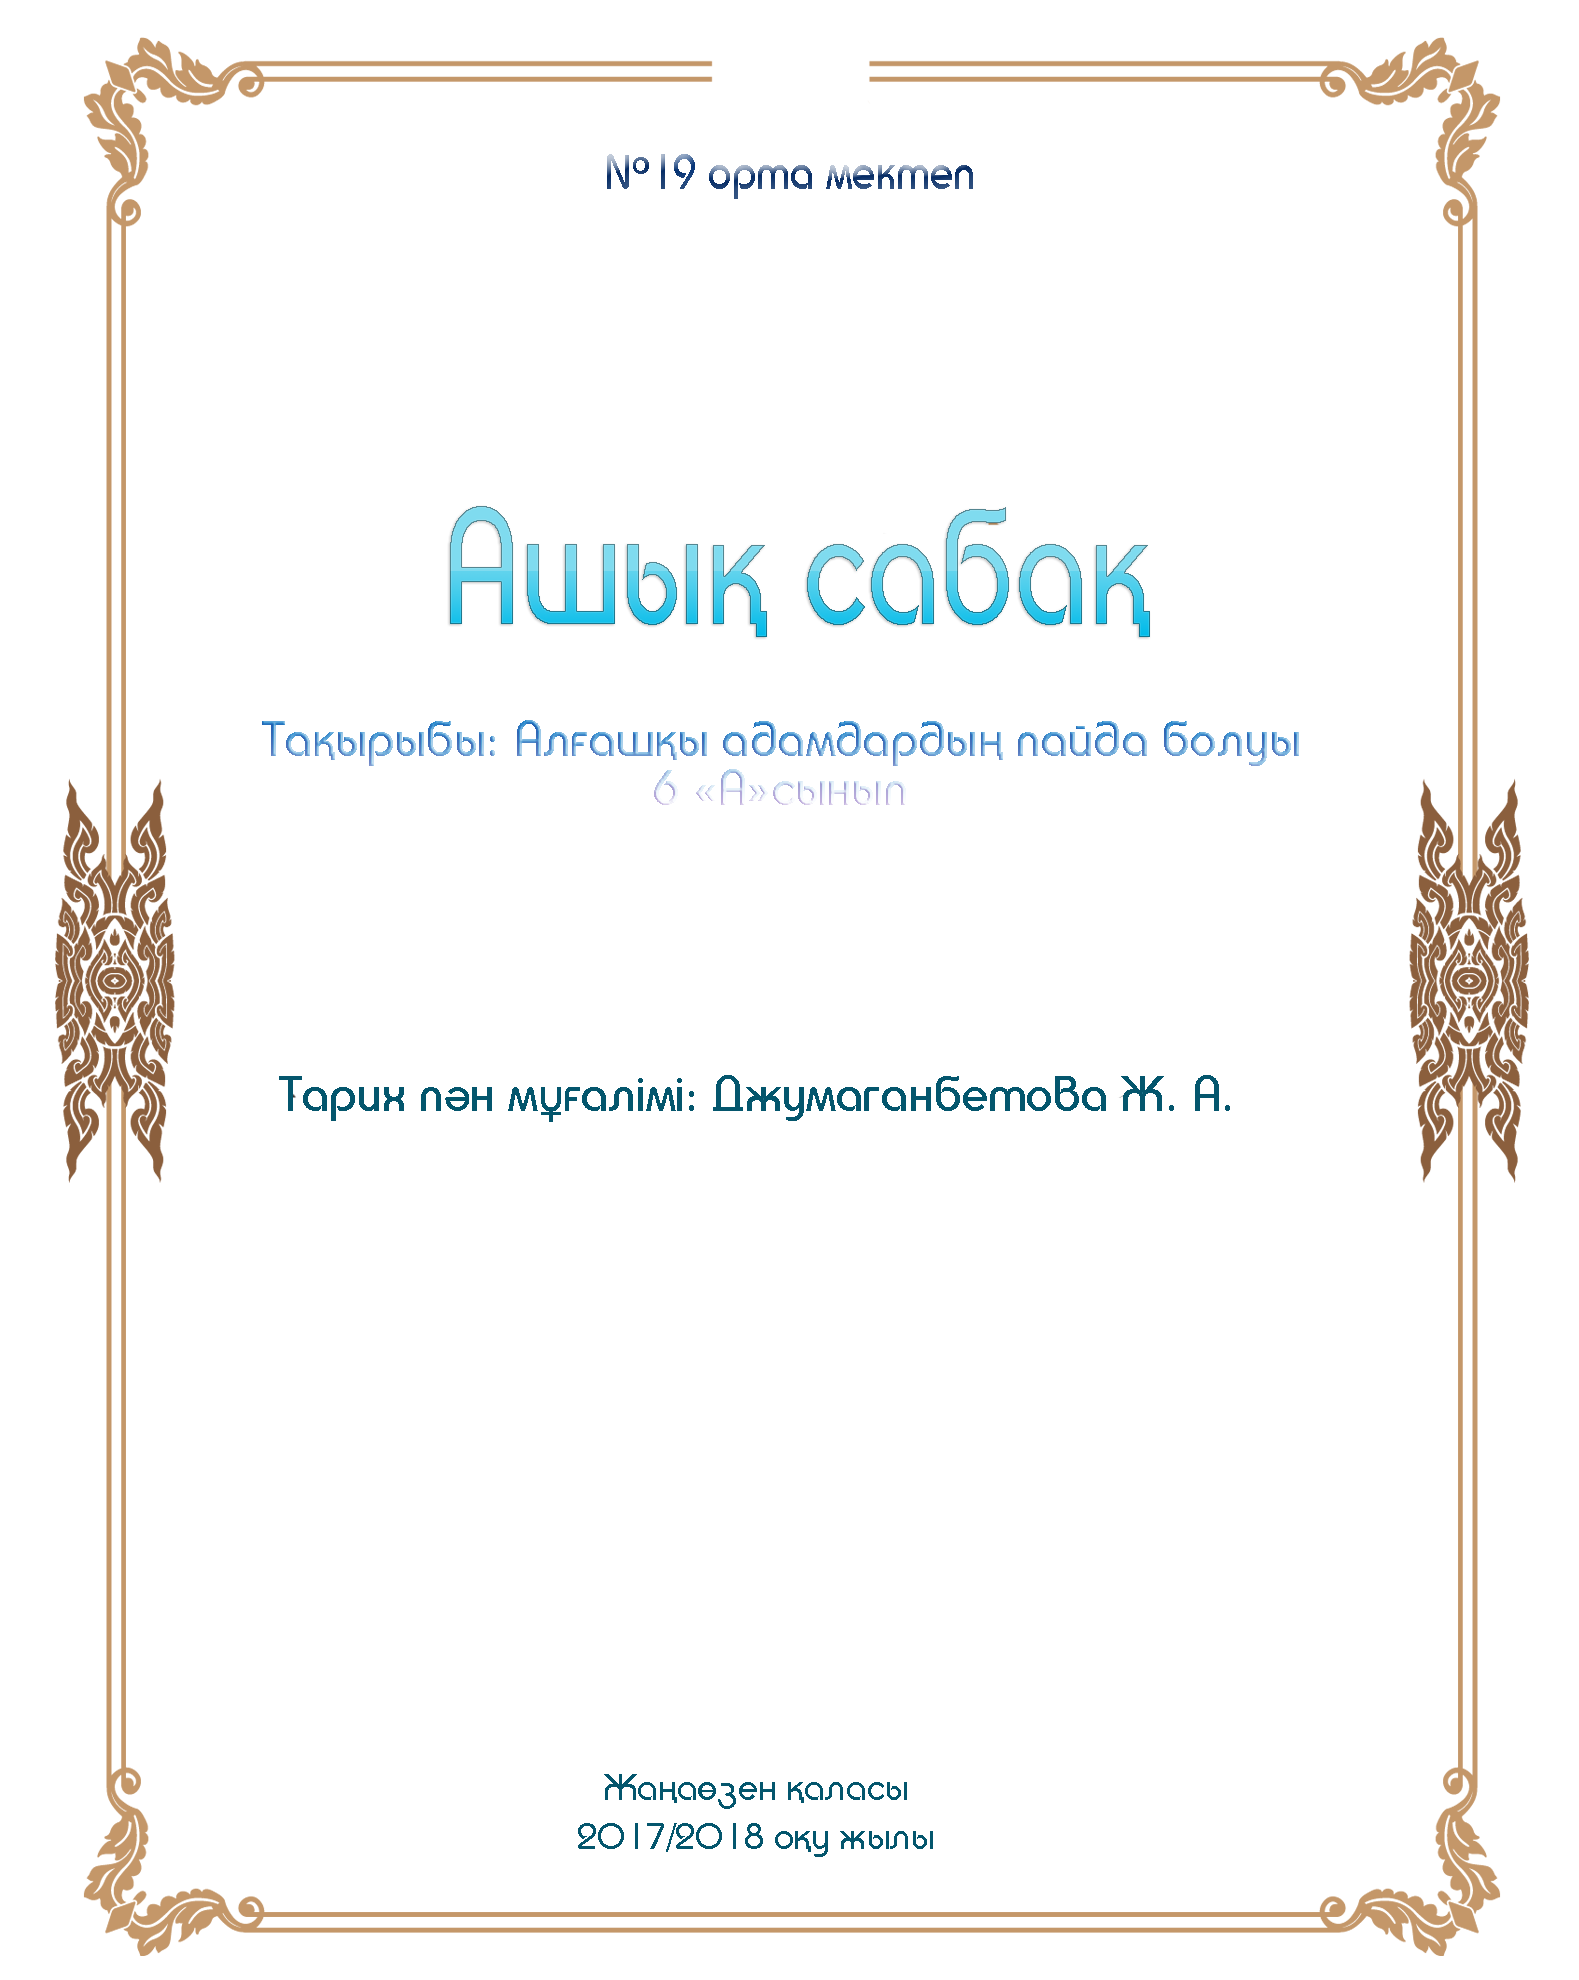 №19 орта мектеп
Ашық сабақ
Тақырыбы: Алғашқы адамдардың пайда болуы
6 «А»сынып
Тарих пән мұғалімі: Джумаганбетова Ж. А.
Жаңаөзен қаласы
2017/2018 оқу жылы